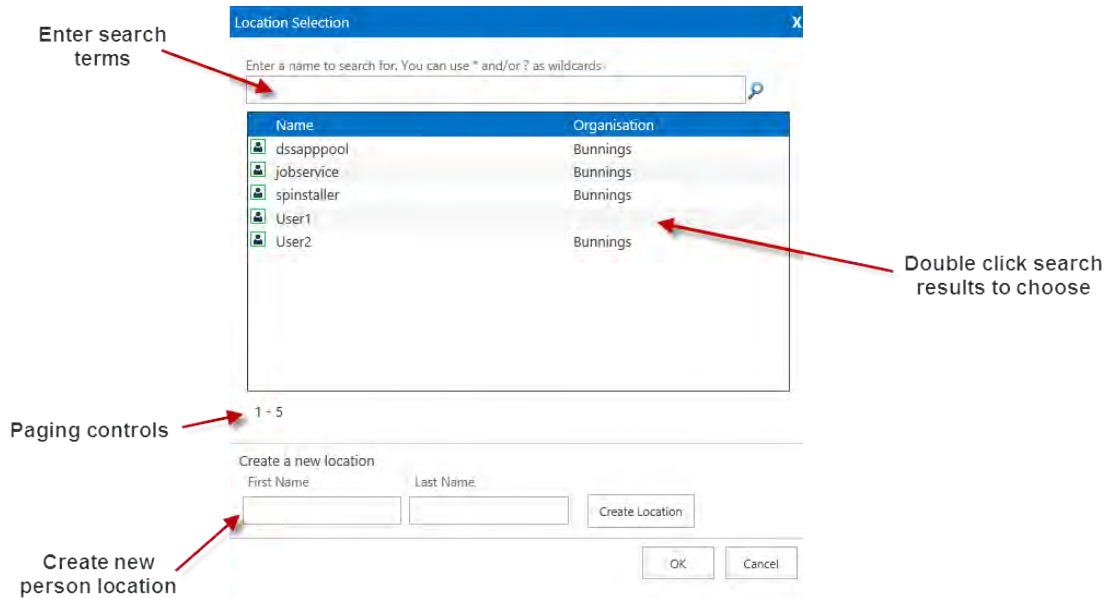 Location Selection
X
Enter search
terms
Enter a name to search for. You can use * and/or ? as wildcards
Name Organisation
dssapppool Bunnings
jobservice Bunnings
spinstaller Bunnings
User1
User2 Bunnings
Double click search
results to choose
1 - 5
Paging controls
Create a new location
First Name Last Name
Create Location
Create new
person location
OK Cancel